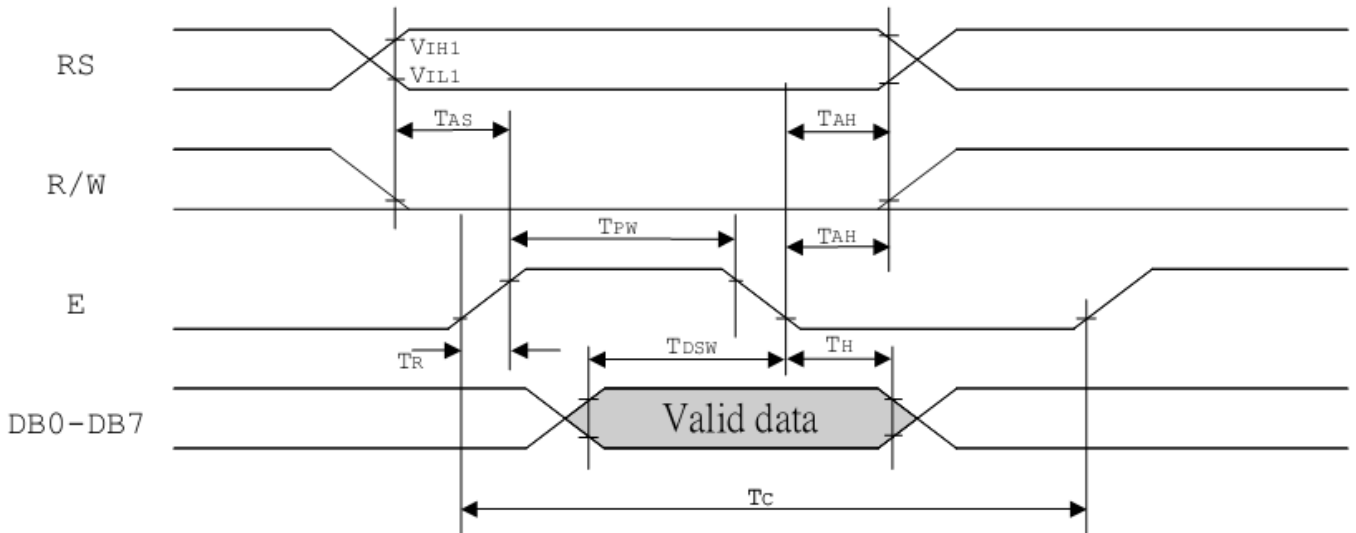 RS
VIH1
VIL1
TAS
TAH
R/W
TPW
TAH
E
TR
TDSW
TH
DB0-DB7
Valid data
TC